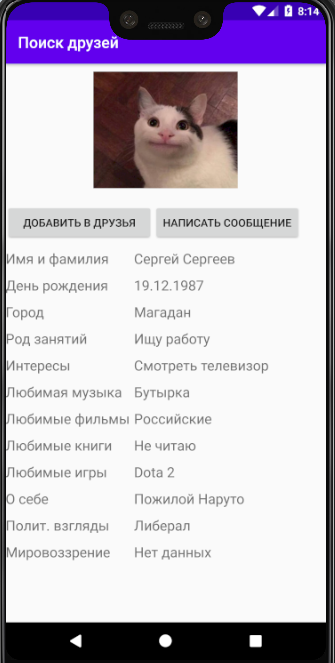 8:14
Поиск друзей
ДОБАВИТЬ В ДРУЗЬЯ НАПИСАТЬ СООБЩЕНИЕ
Имя и фамилия Сергей Сергеев
День рождения 19.12.1987
Город Магадан
Род занятий Ищу работу
Интересы Смотреть телевизор
Любимая музыка Бутырка
Любимые фильмы Российские
Любимые книги Не читаю
Любимые игры Dota 2
О себе Пожилой Наруто
Полит. взгляды Либерал
Мировоззрение Нет данных